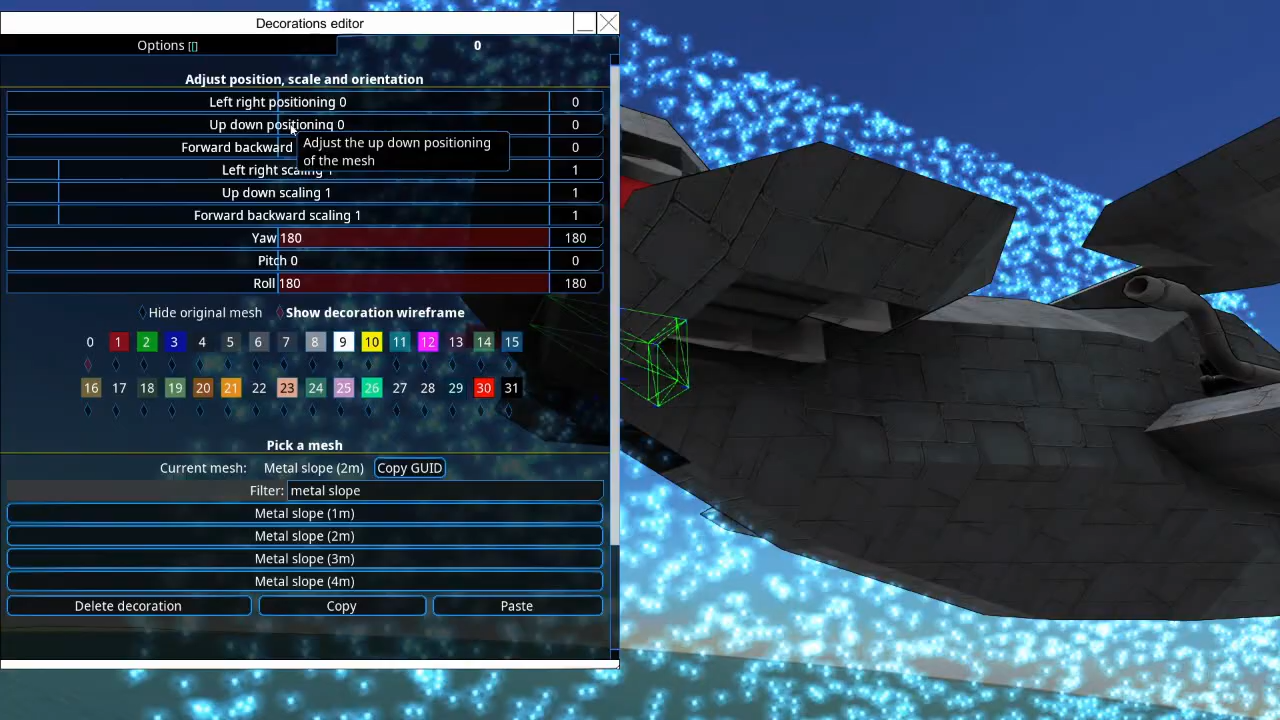 Decorations editor
Options []
0
Adjust position, scale and orientation
Left right positioning 0
0
Up down positioning 0
0
Forward backward
0
Adjust the up down positioning
of the mesh
Left right scaling 1
1
Up down scaling 1
1
Forward backward scaling 1
1
Yaw 180
180
Pitch 0
0
Roll 180
180
Hide original mesh
Show decoration wireframe
0 1 2 3 4 5 6 7 8 9 10 11 12 13 14 15
16 17 18 19 20 21 22 23 24 25 26 27 28 29 30 31
Pick a mesh
Current mesh: Metal slope (2m) Copy GUID
Filter: metal slope
Metal slope (1m)
Metal slope (2m)
Metal slope (3m)
Metal slope (4m)
Delete decoration
Copy
Paste